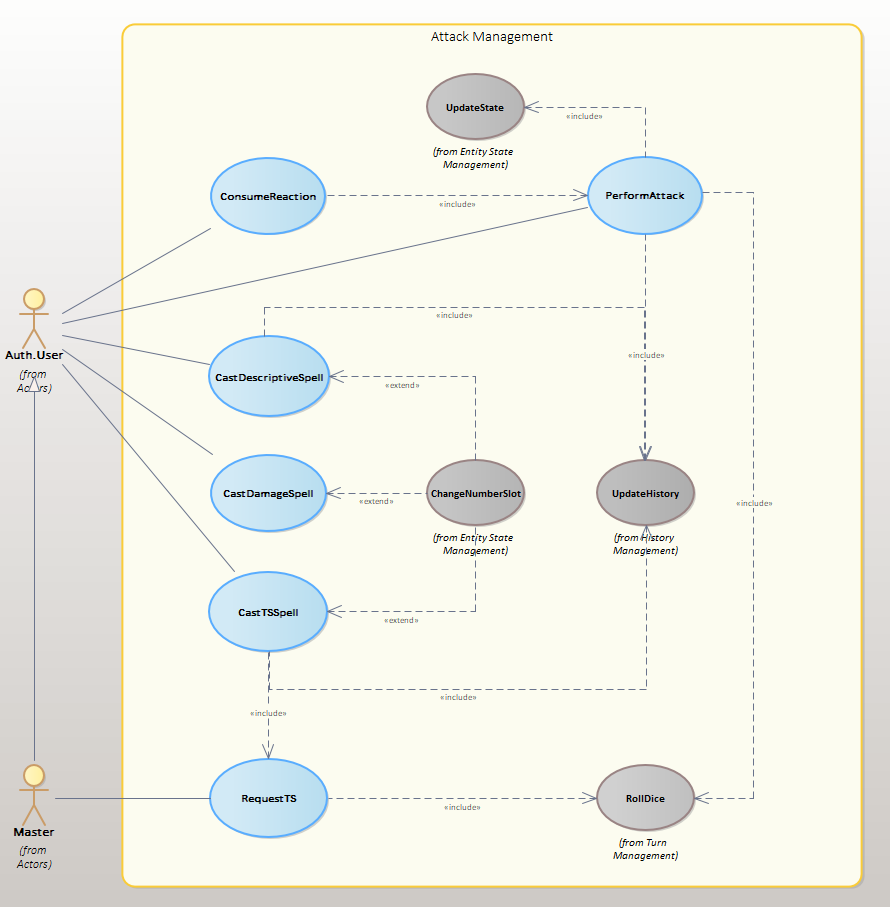 Attack Management
UpdateState
«include»
(from Entity State
Management)
ConsumeReaction
«include»
PerformAttack
Auth.User
(from
Actors)
«include»
«include»
CastDescriptiveSpell
«extend»
CastDamageSpell
«extend»
ChangeNumberSlot
(from Entity State
Management)
UpdateHistory
(from History
Management)
«include»
CastTSSpell
«extend»
«include»
«include»
RequestTS
«include»
RollDice
(from Turn
Management)
Master
(from
Actors)